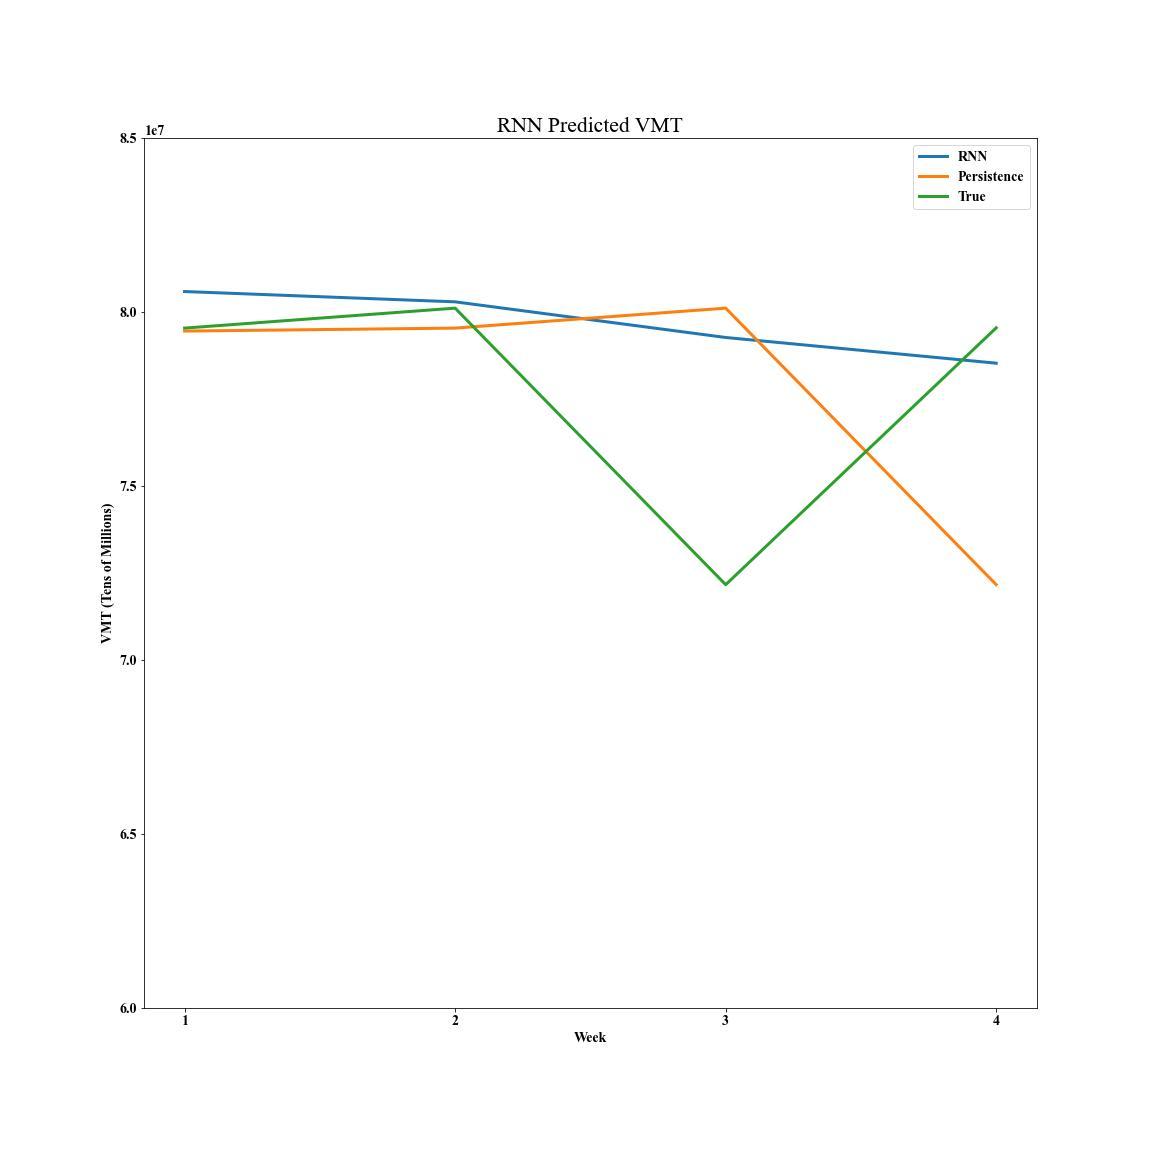 RNN Predicted VMT
1e7
8.5
8.0
7.5
7.0
6.5
6.0
VMT (Tens of Millions)
RNN
Persistence
True
1 2 3 4
Week